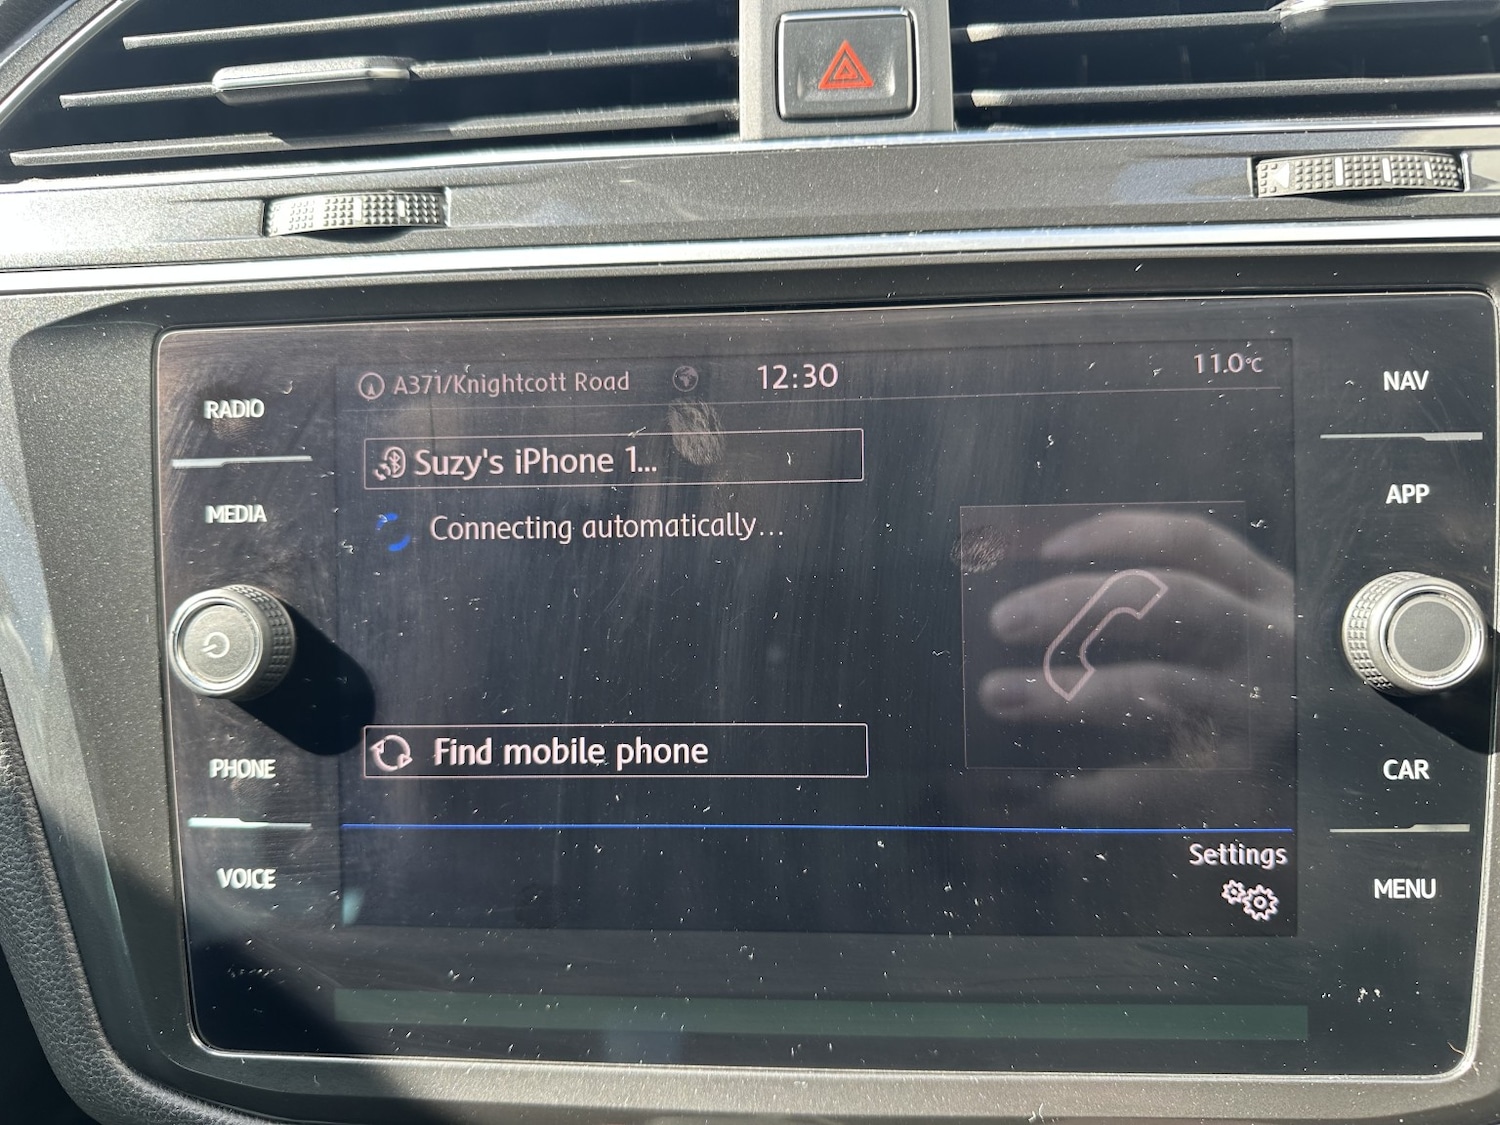 A371/Knightcott Road
12:30
11.0°C
RADIO
NAV
Suzy's iPhone 1...
MEDIA
APP
Connecting automatically...
Find mobile phone
PHONE
CAR
Settings
VOICE
MENU